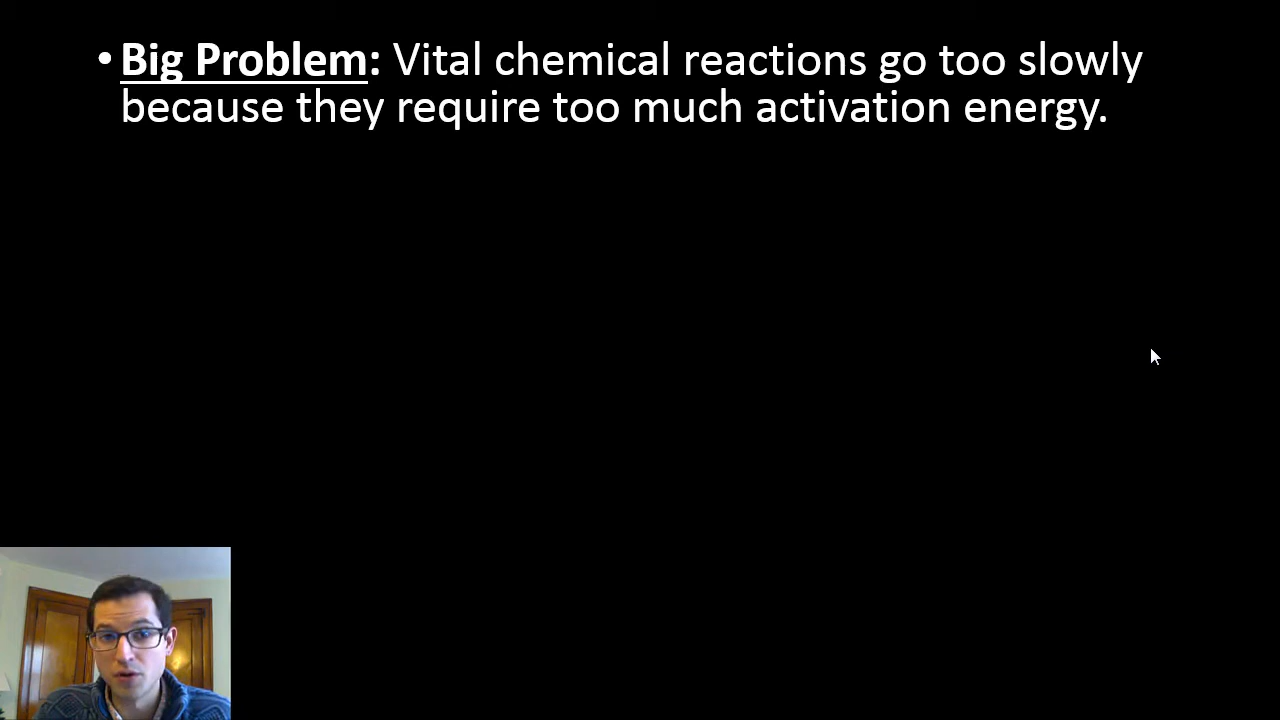 • Big Problem: Vital chemical reactions go too slowly
because they require too much activation energy.